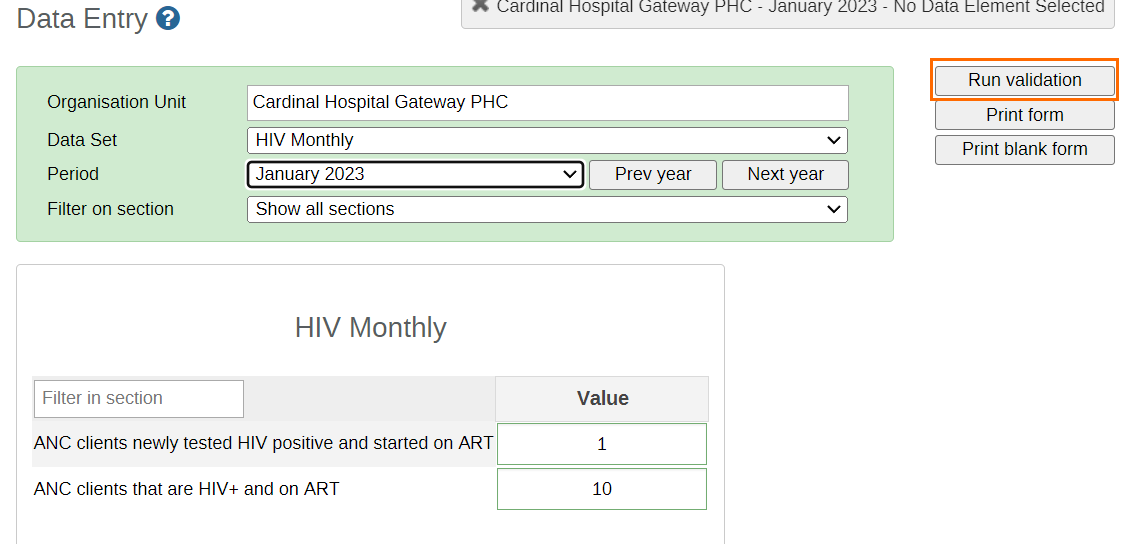 Data Entry ?
Cardinal Hospital Gateway PHC - January 2023 - No Data Element Selected
Organisation Unit Cardinal Hospital Gateway PHC
Data Set HIV Monthly
Period January 2023 Prev year Next year
Filter on section Show all sections
Run validation
Print form
Print blank form
HIV Monthly
Filter in section Value
ANC clients newly tested HIV positive and started on ART 1
ANC clients that are HIV+ and on ART 10